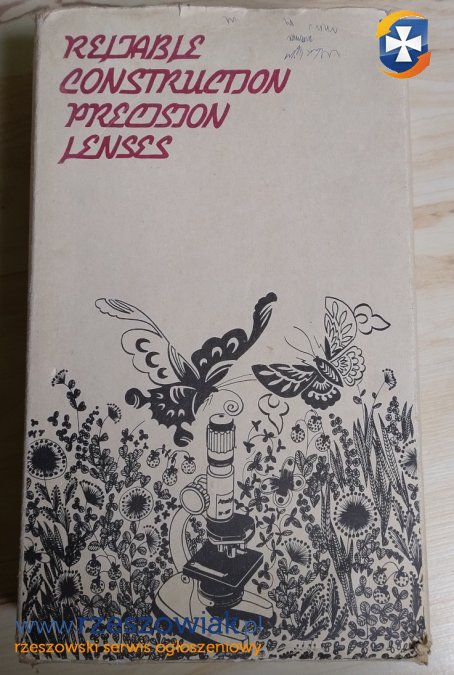 RELIABLE
CONSTRUCTION
PRECISION
LENSES
www.rzeszowiak.pl
rzeszowski serwis ogłoszeniowy